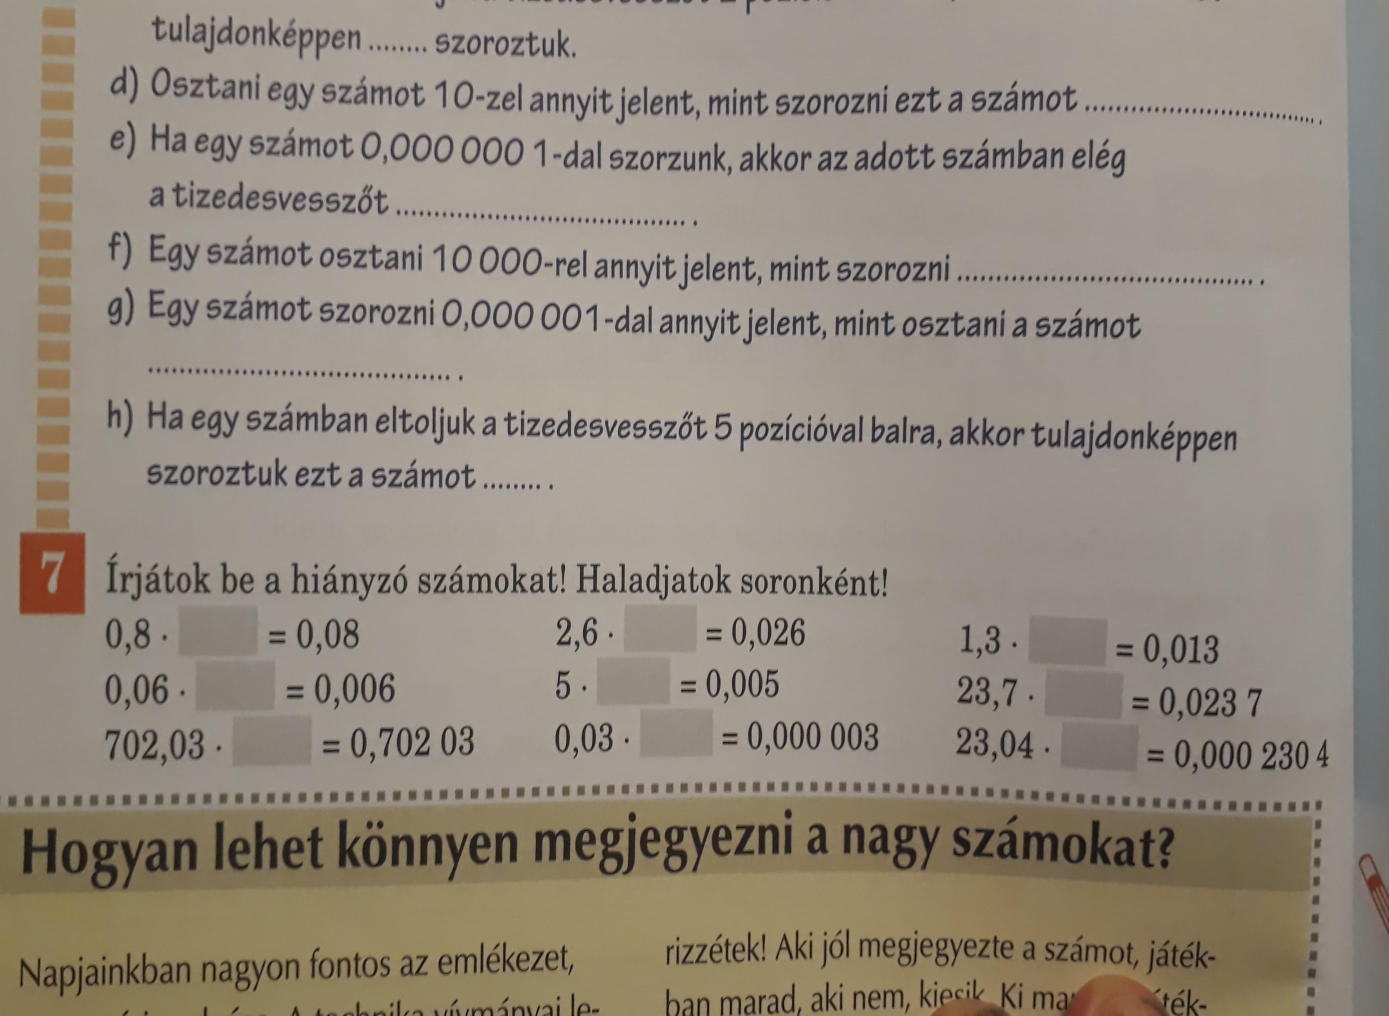 tulajdonképpen ........ szoroztuk.
d) Osztani egy számot 10-zel annyit jelent, mint szorozni ezt a számot .................................... .
e) Ha egy számot 0,000 000 1-dal szorzunk, akkor az adott számban elég
a tizedesvesszőt ...................................... .
f) Egy számot osztani 10 000-rel annyit jelent, mint szorozni ...................................... .
g) Egy számot szorozni 0,000 001-dal annyit jelent, mint osztani a számot
....................................... .
h) Ha egy számban eltoljuk a tizedesvesszőt 5 pozícióval balra, akkor tulajdonképpen
szoroztuk ezt a számot ........ .
7 Írjátok be a hiányzó számokat! Haladjatok soronként!
0,8 · = 0,08 2,6 · = 0,026 1,3 · = 0,013
0,06 · = 0,006 5 · = 0,005 23,7 · = 0,023 7
702,03 · = 0,702 03 0,03 · = 0,000 003 23,04 · = 0,000 230 4
Hogyan lehet könnyen megjegyezni a nagy számokat?
Napjainkban nagyon fontos az emlékezet,
rizzétek! Aki jól megjegyezte a számot, játék-
ban marad, aki nem, kiesik. Ki